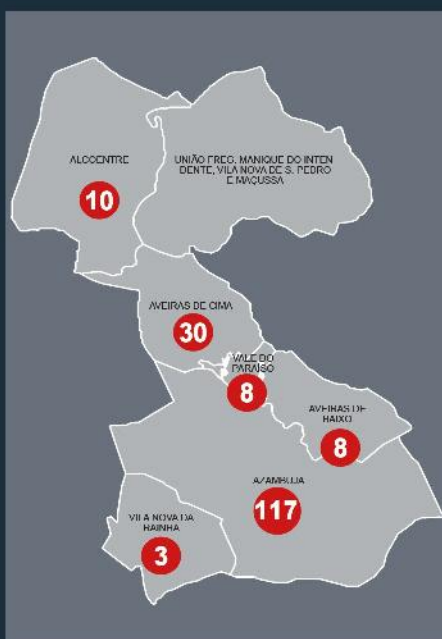 ALCOENTRE
10
UNIÃO FREG. MANIQUE DO INTEN
DENTE, VILA NOVA DE S. PEDRO
E MAÇUSSA
AVEIRAS DE CIMA
30
VALE DO
PARAÍSO
8
AVEIRAS DE
BAIXO
8
AZAMBUJA
117
VILA NOVA DA
RAINHA
3